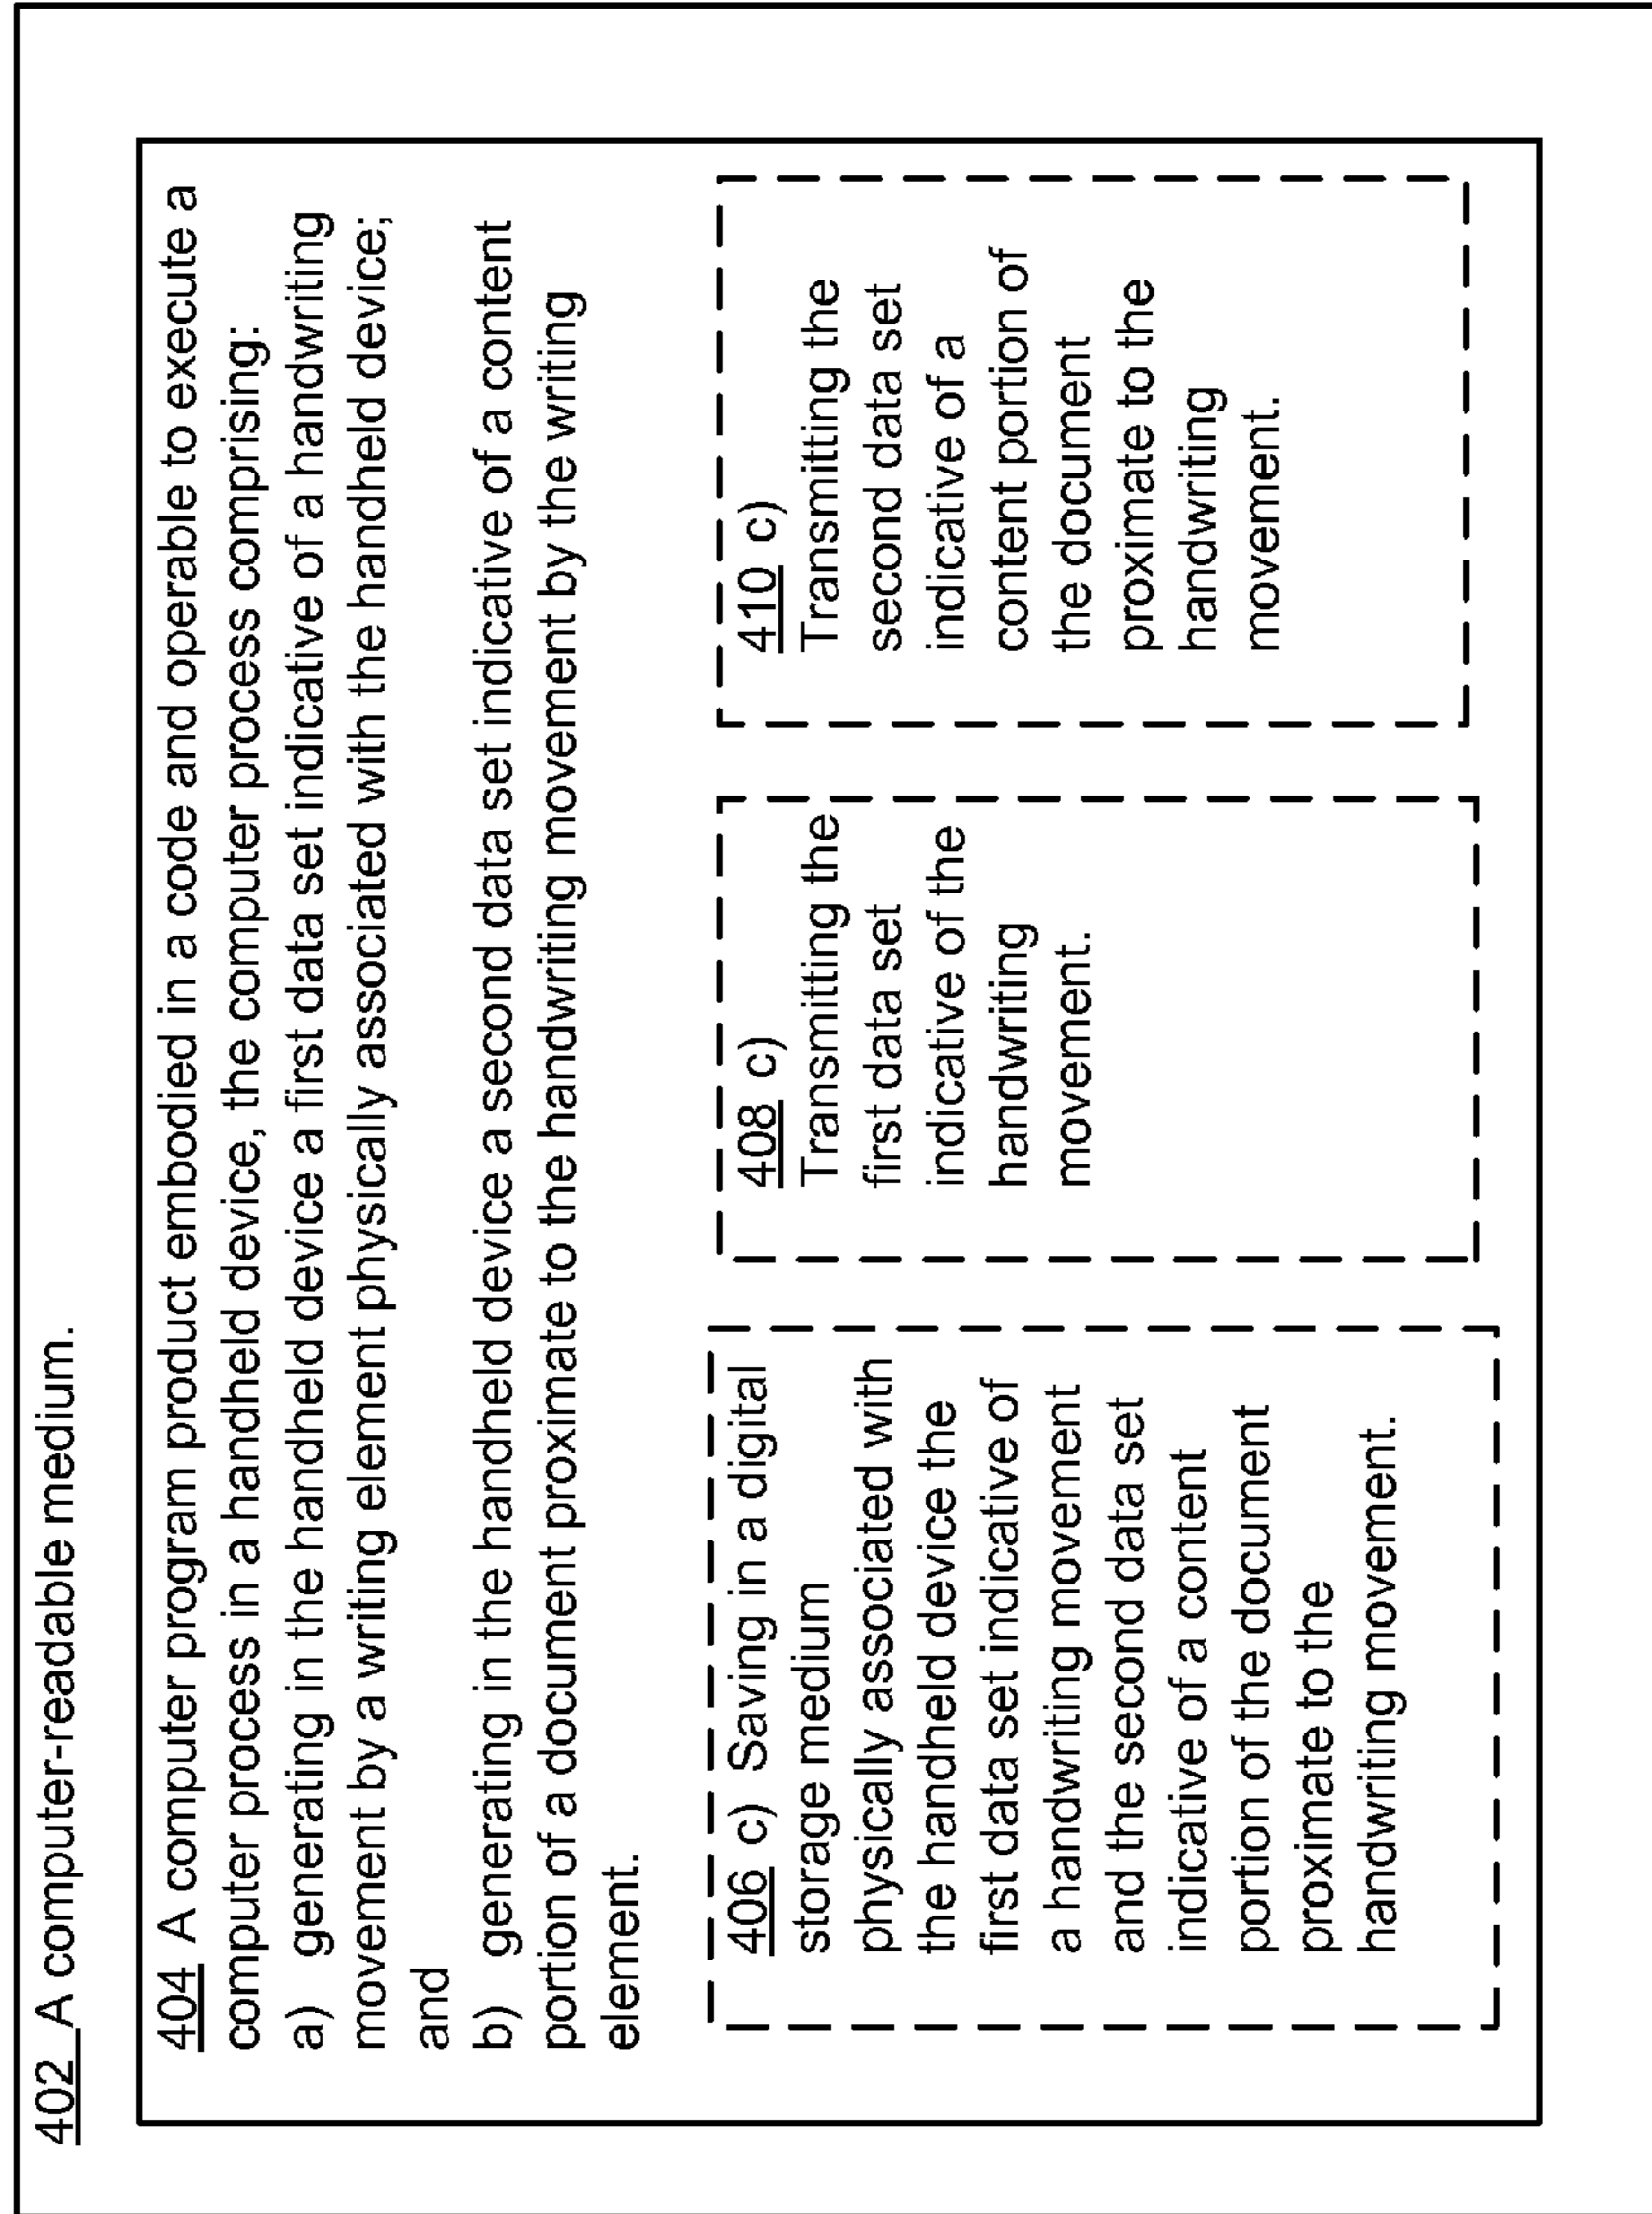 402 A computer-readable medium.
404 A computer program product embodied in a code and operable to execute a
computer process in a handheld device, the computer process comprising:
a) generating in the handheld device a first data set indicative of a handwriting
movement by a writing element physically associated with the handheld device;
and
b) generating in the handheld device a second data set indicative of a content
portion of a document proximate to the handwriting movement by the writing
element.
406 c) Saving in a digital
storage medium
physically associated with
the handheld device the
first data set indicative of
a handwriting movement
and the second data set
indicative of a content
portion of the document
proximate to the
handwriting movement.
408 c)
Transmitting the
first data set
indicative of the
handwriting
movement.
410 c)
Transmitting the
second data set
indicative of a
content portion of
the document
proximate to the
handwriting
movement.